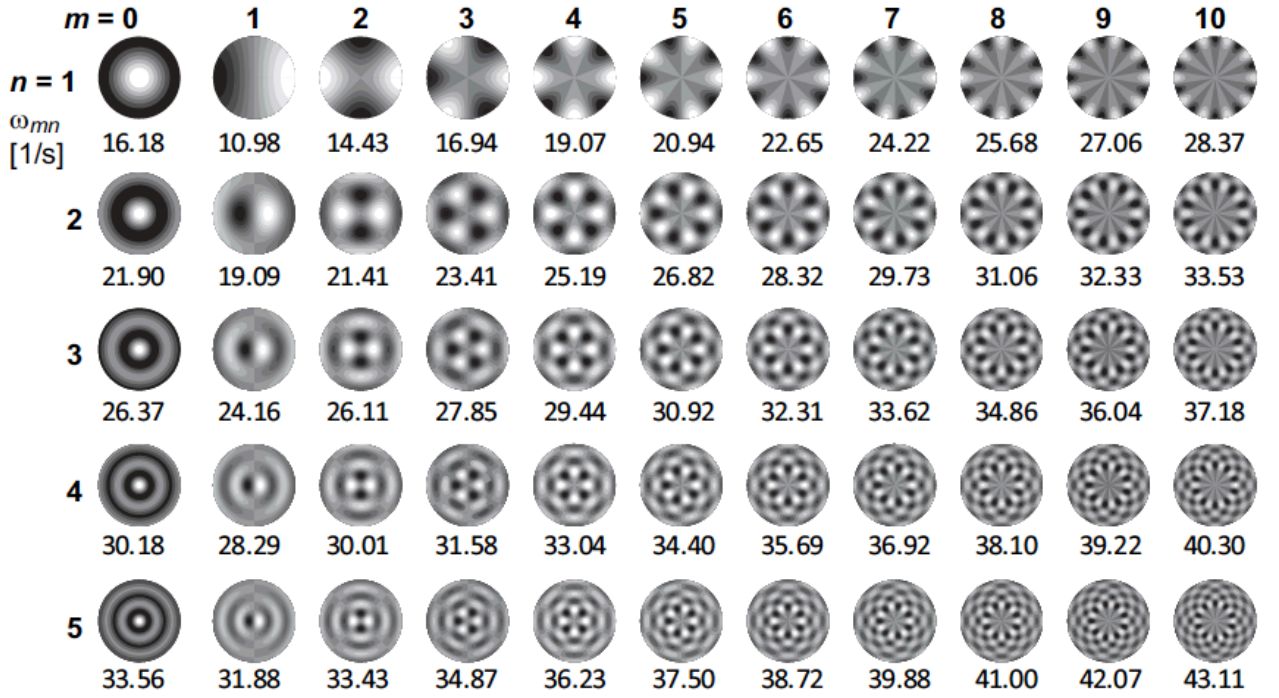 m = 0 1 2 3 4 5 6 7 8 9 10
n = 1
ωmn
[1/s]
16.18 10.98 14.43 16.94 19.07 20.94 22.65 24.22 25.68 27.06 28.37
2
21.90 19.09 21.41 23.41 25.19 26.82 28.32 29.73 31.06 32.33 33.53
3
26.37 24.16 26.11 27.85 29.44 30.92 32.31 33.62 34.86 36.04 37.18
4
30.18 28.29 30.01 31.58 33.04 34.40 35.69 36.92 38.10 39.22 40.30
5
33.56 31.88 33.43 34.87 36.23 37.50 38.72 39.88 41.00 42.07 43.11